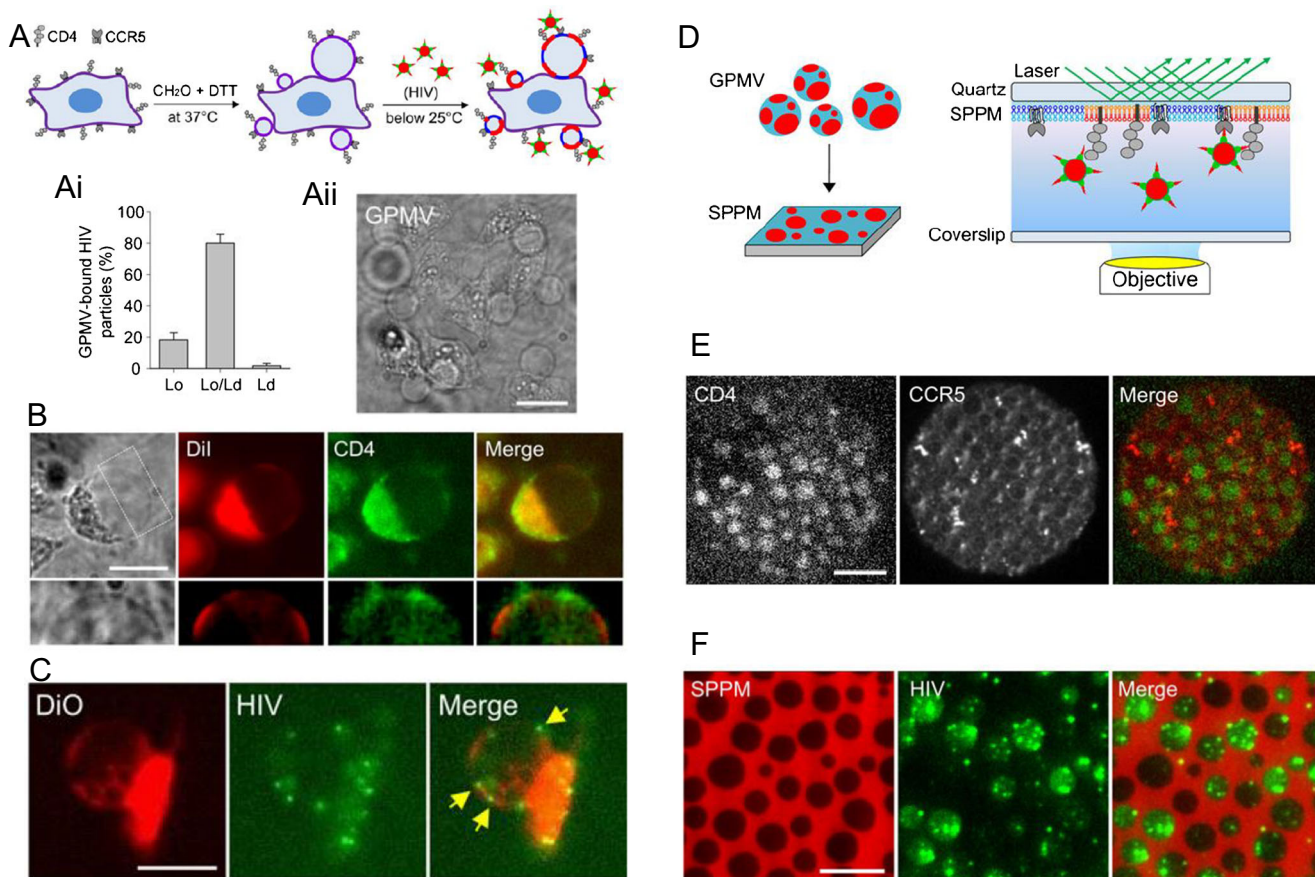 A
CD4 CCR5
CH₂O + DTT
at 37°C
(HIV)
below 25°C
Ai
GPMV-bound HIV
particles (%)
100
80
60
40
20
0
Lo Lo/Ld Ld
Aii
GPMV
B
DiI CD4 Merge
C
DiO HIV Merge
D
GPMV
SPPM
Laser
Quartz
SPPM
Coverslip
Objective
E
CD4 CCR5 Merge
F
SPPM HIV Merge